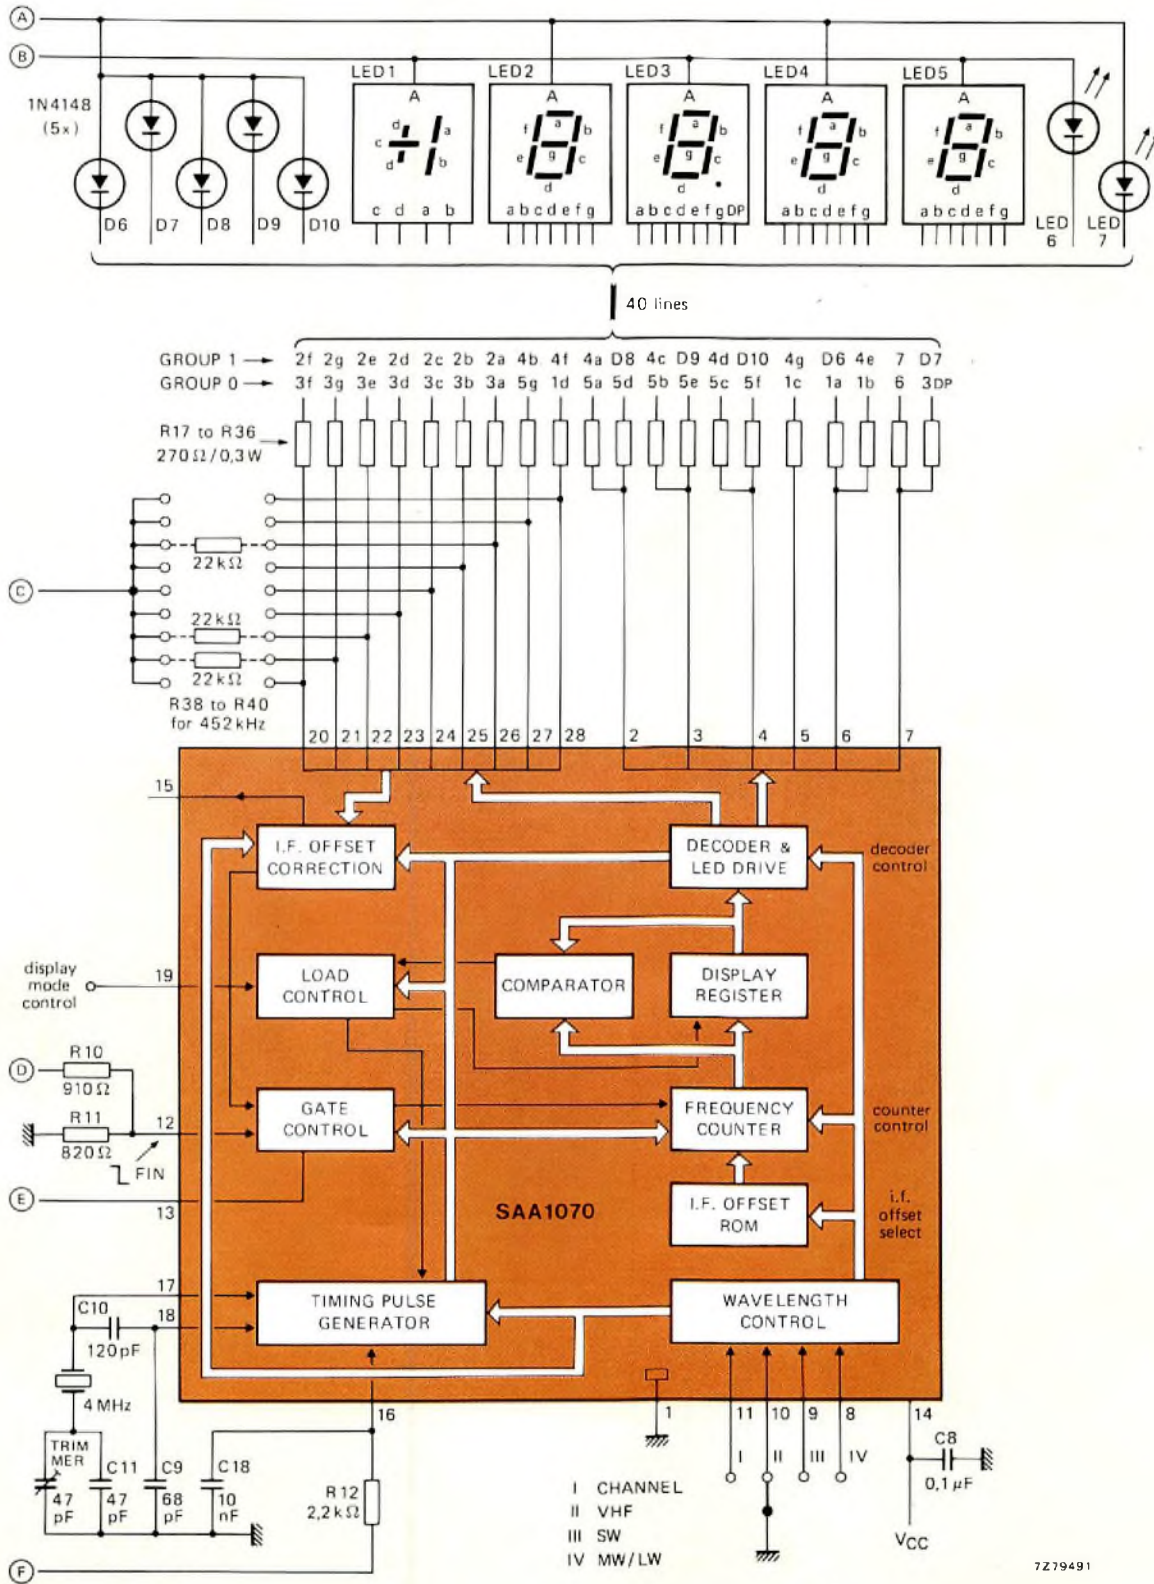 A
B
1N4148
(5x)
D6 D7 D8 D9 D10
LED1 LED2 LED3 LED4 LED5
A A A A A
d a
c
d b
a
f b
g
e c
d
a
f b
g
e c
d
a
f b
g
e c
d
a
f b
g
e c
d
c d a b
a b c d e f g
a b c d e f g DP
a b c d e f g
a b c d e f g
LED
6
LED
7
40 lines
GROUP 1 → 2f 2g 2e 2d 2c 2b 2a 4b 4f 4a D8 4c D9 4d D10 4g D6 4e 7 D7
GROUP 0 → 3f 3g 3e 3d 3c 3b 3a 5g 1d 5a 5d 5b 5e 5c 5f 1c 1a 1b 6 3DP
R17 to R36
270Ω/0,3W
C
22kΩ
22kΩ
22kΩ
R38 to R40
for 452kHz
20 21 22 23 24 25 26 27 28 2 3 4 5 6 7
15
I.F. OFFSET
CORRECTION
DECODER &
LED DRIVE
decoder
control
display
mode
control
19
LOAD
CONTROL
COMPARATOR
DISPLAY
REGISTER
D
R10
910Ω
R11
820Ω
12
FIN
E
13
GATE
CONTROL
FREQUENCY
COUNTER
counter
control
SAA1070
I.F. OFFSET
ROM
i.f.
offset
select
17
18
C10
120pF
4MHz
TIMING PULSE
GENERATOR
WAVELENGTH
CONTROL
16 1 11 10 9 8 14
TRIM
MER
47
pF
C11
47
pF
C9
68
pF
C18
10
nF
R12
2,2kΩ
I II III IV
C8
0,1µF
VCC
I CHANNEL
II VHF
III SW
IV MW/LW
F
7Z79491